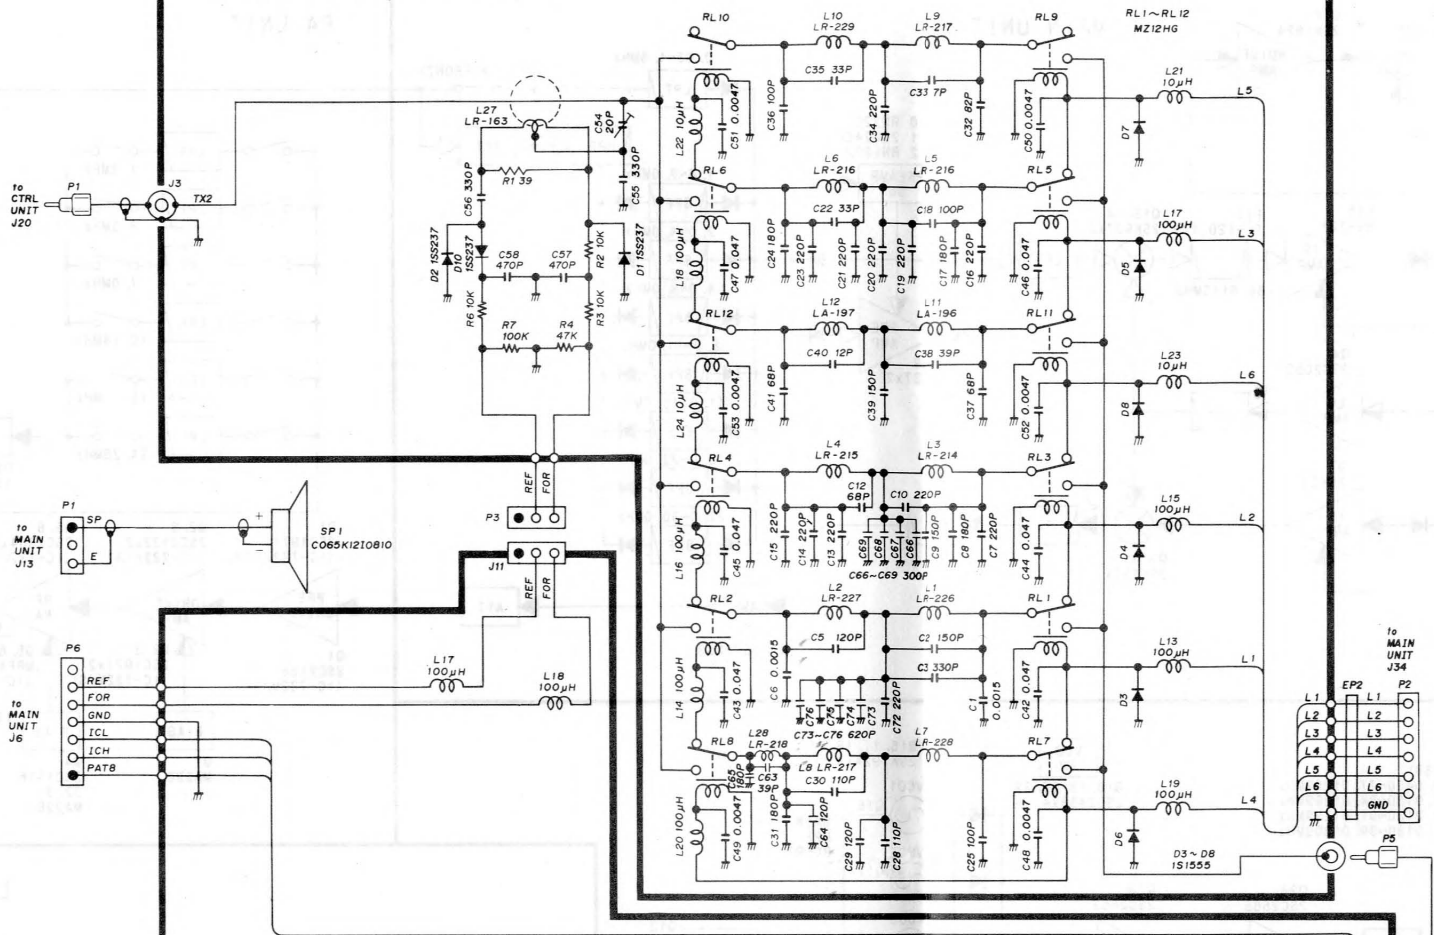 RL10
L10
LR-229
L9
LR-217
RL9
RL1~RL12
MZ12HG
C35 33P
C33 7P
C36 100P
C34 220P
C32 82P
L22 10μH
C51 0.0047
C50 0.0047
L21
10μH
L5
D7
L27
LR-163
C54
20P
C55 330P
R1 39
C56 330P
to
CTRL
UNIT
J20
P1
J3
TX2
D2 1SS237
D10
1SS237
C58
470P
C57
470P
R2 10K
D1 1SS237
R6 10K
R3 10K
R7
100K
R4
47K
RL6
L6
LR-216
L5
LR-216
RL5
C22 33P
C18 100P
C24 180P
C23 220P
C21 220P
C20 220P
C19 220P
C17 180P
C16 220P
L18 100μH
C47 0.047
C46 0.047
L17
100μH
L3
D5
RL12
L12
LA-197
L11
LA-196
RL11
C40 12P
C38 39P
C41 68P
C39 150P
C37 68P
L24 10μH
C53 0.0047
C52 0.0047
L23
10μH
L6
D8
RL4
L4
LR-215
L3
LR-214
RL3
C12
68P
C10 220P
C15 220P
C14 220P
C13 220P
C69
C68
C67
C66
C9 150P
C8 180P
C7 220P
C66~C69 300P
L16 100μH
C45 0.047
C44 0.047
L15
100μH
L2
D4
REF
FOR
P3
J11
REF
FOR
P1
SP
E
to
MAIN
UNIT
J13
+
-
SP1
C065K12I0810
RL2
L2
LR-227
L1
LR-226
RL1
C5 120P
C2 150P
C3 330P
C6 0.0015
C76
C75
C74
C73
C72 220P
C1
0.0015
C73~C76 620P
L14 100μH
C43 0.047
C42 0.047
L13
100μH
L1
D3
P6
REF
FOR
GND
ICL
ICH
PAT8
to
MAIN
UNIT
J6
L17
100μH
L18
100μH
RL8
L28
LR-218
L8 LR-217
L7
LR-228
RL7
C65
180P
C63
39P
C30 110P
C31 180P
C64 120P
C29 120P
C28 110P
C25 100P
L20 100μH
C49 0.0047
C48 0.0047
L19
100μH
L4
D6
D3~D8
1S1555
to
MAIN
UNIT
J34
EP2
P2
L1 L1
L2 L2
L3 L3
L4 L4
L5 L5
L6 L6
GND
P5